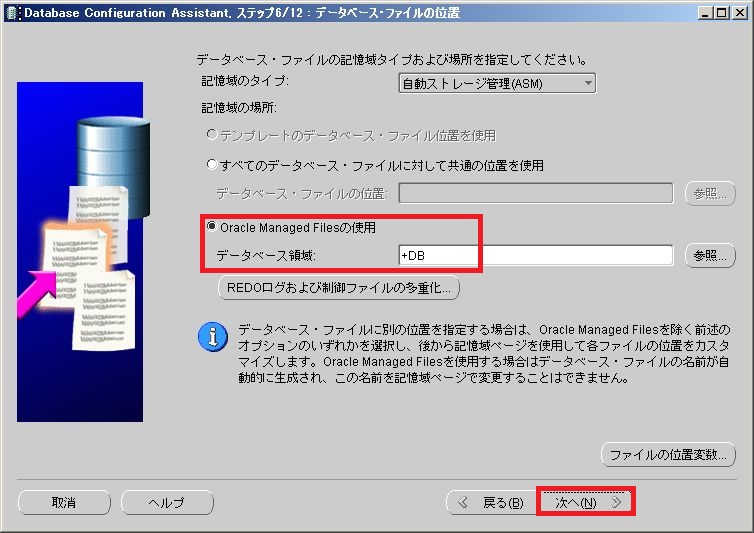 Database Configuration Assistant, ステップ6/12 : データベース・ファイルの位置
データベース・ファイルの記憶域タイプおよび場所を指定してください。
記憶域のタイプ:
自動ストレージ管理(ASM)
記憶域の場所:
テンプレートのデータベース・ファイル位置を使用
すべてのデータベース・ファイルに対して共通の位置を使用
データベース・ファイルの位置:
参照...
Oracle Managed Filesの使用
データベース領域:
+DB
参照...
REDOログおよび制御ファイルの多重化...
データベース・ファイルに別の位置を指定する場合は、Oracle Managed Filesを除く前述の
オプションのいずれかを選択し、後から記憶域ページを使用して各ファイルの位置をカスタ
マイズします。Oracle Managed Filesを使用する場合はデータベース・ファイルの名前が自
動的に生成され、この名前を記憶域ページで変更することはできません。
ファイルの位置変数...
取消
ヘルプ
戻る(B)
次へ(N)